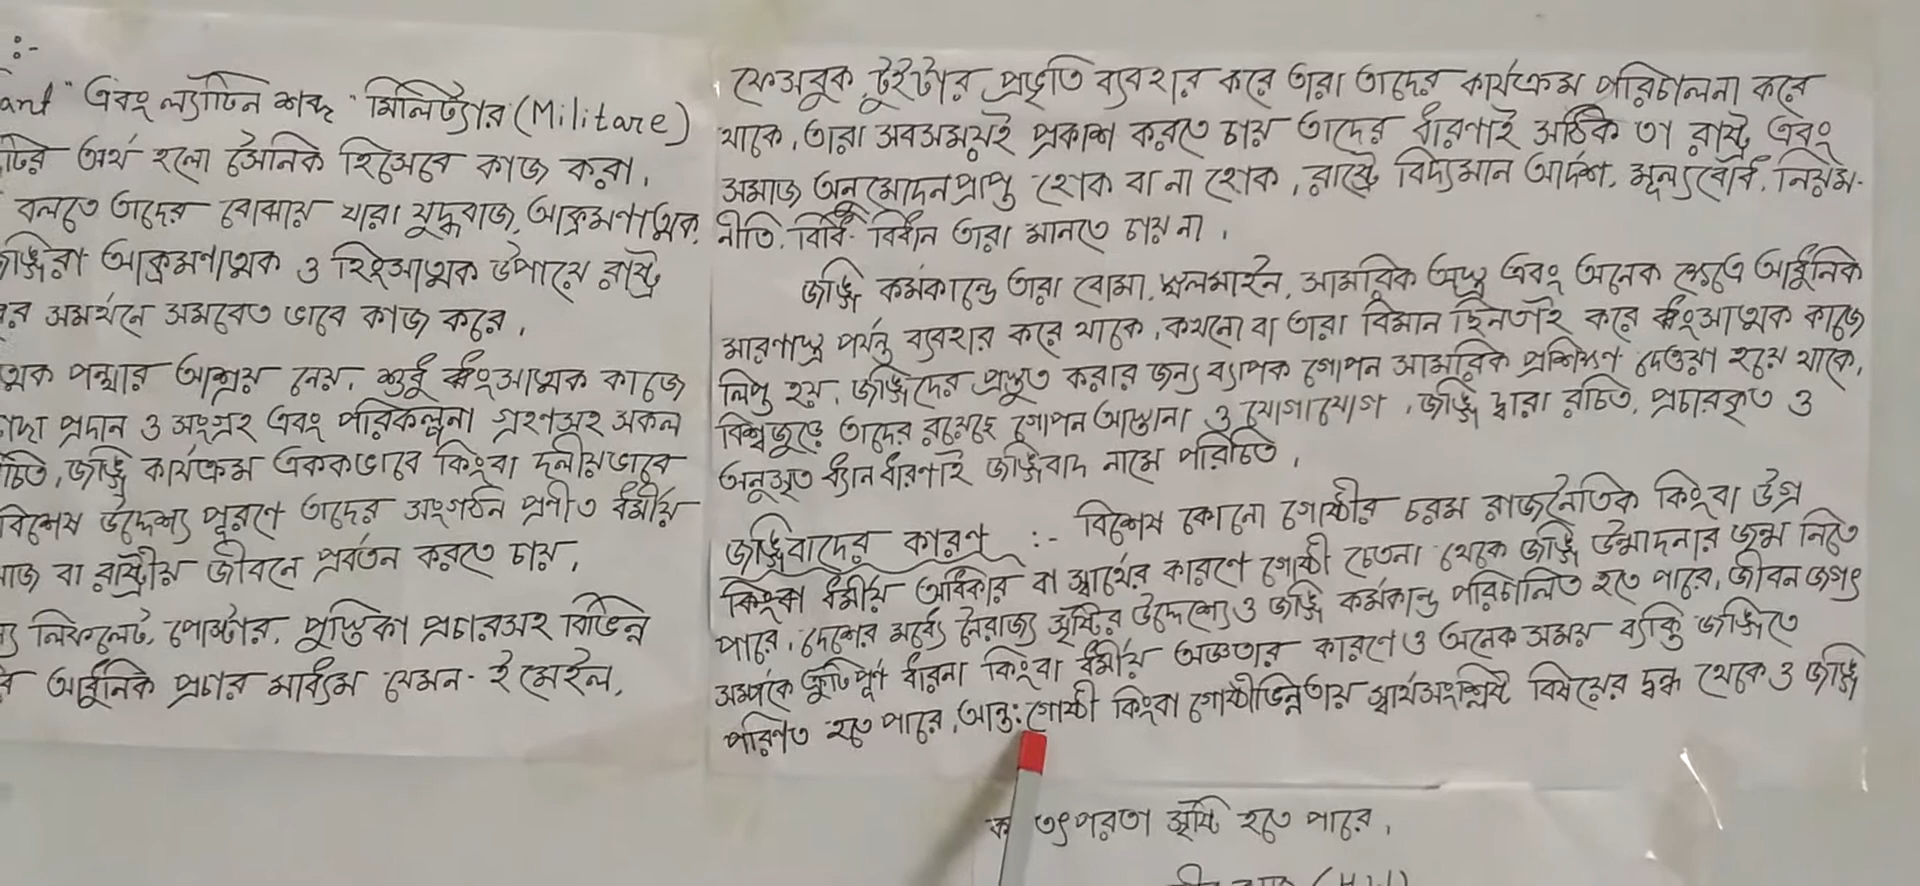 :-
ant" এবং ল্যাটিন শব্দ "মিলিট্যার (Militare)
টির অর্থ হলো সৈনিক হিসেবে কাজ করা।
বলতে তাদের বোঝায় যারা যুদ্ধবাজ, আক্রমণাত্মক,
জঙ্গিরা আক্রমণাত্মক ও হিংসাত্মক উপায়ে রাষ্ট্র
সমর্থনে সমবেত ভাবে কাজ করে।
ত্মক পন্থার আশ্রয় নেয়। শুধু ধ্বংসাত্মক কাজে
চাঁদা প্রদান ও সংগ্রহ এবং পরিকল্পনা গ্রহণসহ সকল
চিত। জঙ্গি কার্যক্রম এককভাবে কিংবা দলীয়ভাবে
বিশেষ উদ্দেশ্য পূরণে তাদের সংগঠন প্রণীত ধর্মীয়
মাজ বা রাষ্ট্রীয় জীবনে প্রবর্তন করতে চায়।
লিফলেট, পোস্টার, পুস্তিকা প্রচারসহ বিভিন্ন
আধুনিক প্রচার মাধ্যম যেমন- ই মেইল,
ফেসবুক, টুইটার প্রভৃতি ব্যবহার করে তারা তাদের কার্যক্রম পরিচালনা করে
থাকে। তারা সবসময়ই প্রকাশ করতে চায় তাদের ধারণাই সঠিক তা রাষ্ট্র এবং
সমাজ অনুমোদনপ্রাপ্ত হোক বা না হোক। রাষ্ট্রে বিদ্যমান আদর্শ, মূল্যবোধ, নিয়ম-
নীতি, বিধি-বিধান তারা মানতে চায় না।
জঙ্গি কর্মকান্ডে তারা বোমা, স্থলমাইন, সামরিক অস্ত্র এবং অনেক ক্ষেত্রে আধুনিক
মারণাস্ত্র পর্যন্ত ব্যবহার করে থাকে। কখনো বা তারা বিমান ছিনতাই করে ধ্বংসাত্মক কাজে
লিপ্ত হয়। জঙ্গিদের প্রস্তুত করার জন্য ব্যাপক গোপন সামরিক প্রশিক্ষণ দেওয়া হয়ে থাকে।
বিশ্বজুড়ে তাদের রয়েছে গোপন আস্তানা ও যোগাযোগ। জঙ্গি দ্বারা রচিত, প্রচারকৃত ও
অনুসৃত ধ্যান ধারণাই জঙ্গিবাদ নামে পরিচিত।
জঙ্গিবাদের কারণ :- বিশেষ কোনো গোষ্ঠীর চরম রাজনৈতিক কিংবা উগ্র
কিংবা ধর্মীয় অধিকার বা স্বার্থের কারণে গোষ্ঠী চেতনা থেকে জঙ্গি উন্মাদনার জন্ম নিতে
পারে। দেশের মধ্যে নৈরাজ্য সৃষ্টির উদ্দেশ্যেও জঙ্গি কর্মকান্ড পরিচালিত হতে পারে। জীবন জগৎ
সম্পর্কে ত্রুটিপূর্ণ ধারনা কিংবা ধর্মীয় অজ্ঞতার কারণে ও অনেক সময় ব্যক্তি জঙ্গিতে
পরিণত হতে পারে। আন্ত:গোষ্ঠী কিংবা গোষ্ঠীভিন্নতায় স্বার্থসংশ্লিষ্ট বিষয়ের দ্বন্দ্ব থেকে ও জঙ্গি
তৎপরতা সৃষ্টি হতে পারে।